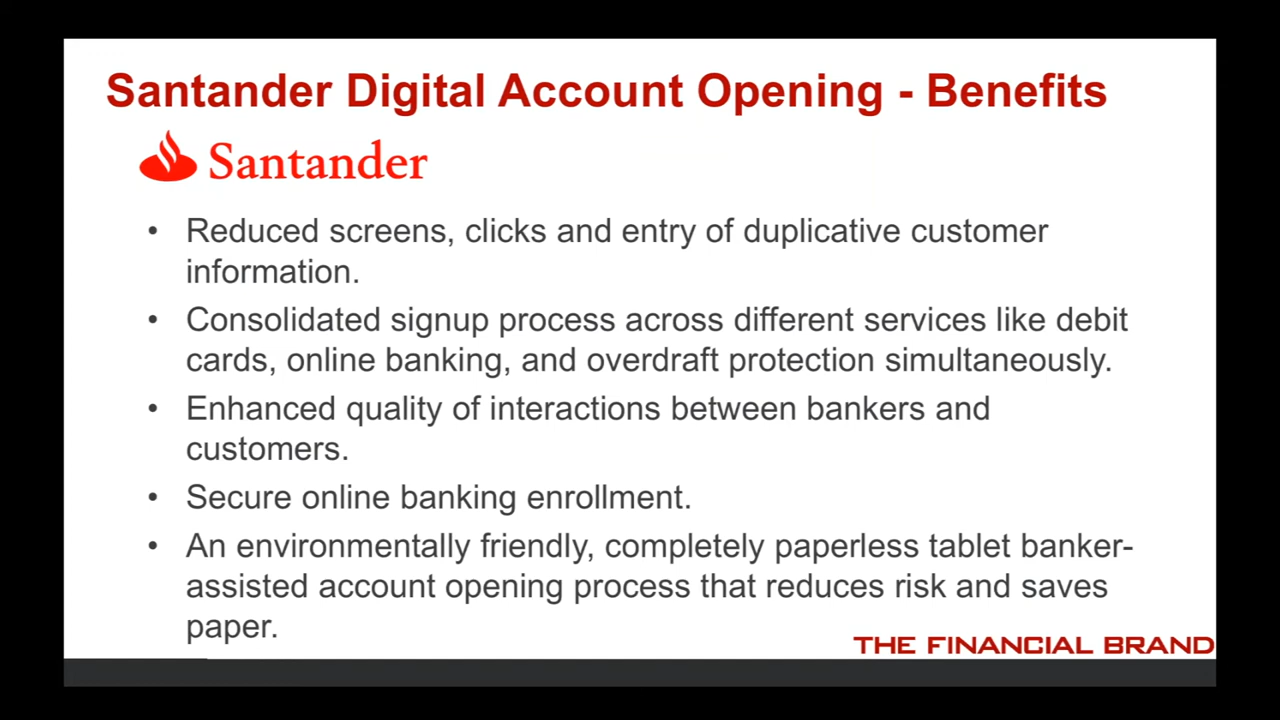 Santander Digital Account Opening - Benefits
Santander
• Reduced screens, clicks and entry of duplicative customer
information.
• Consolidated signup process across different services like debit
cards, online banking, and overdraft protection simultaneously.
• Enhanced quality of interactions between bankers and
customers.
• Secure online banking enrollment.
• An environmentally friendly, completely paperless tablet banker-
assisted account opening process that reduces risk and saves
paper.
THE FINANCIAL BRAND